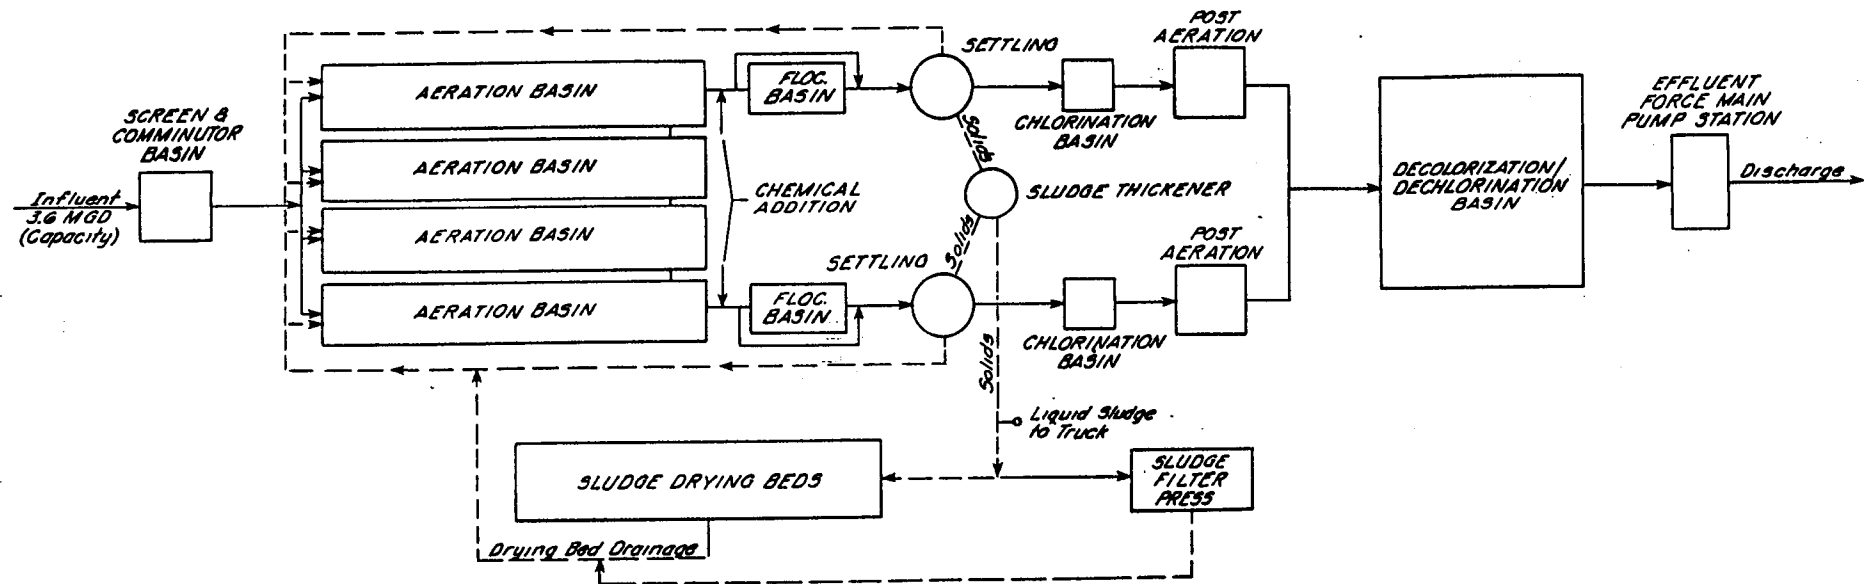 POST
AERATION
SETTLING
AERATION BASIN
FLOC.
BASIN
EFFLUENT
FORCE MAIN
PUMP STATION
SCREEN &
COMMINUTOR
BASIN
CHLORINATION
BASIN
Solids
AERATION BASIN
DECOLORIZATION/
DECHLORINATION
BASIN
Discharge
Influent
3.6 MGD
(Capacity)
CHEMICAL
ADDITION
SLUDGE THICKENER
AERATION BASIN
Solids
POST
AERATION
SETTLING
AERATION BASIN
FLOC.
BASIN
CHLORINATION
BASIN
Solids
Liquid Sludge
to Truck
SLUDGE DRYING BEDS
SLUDGE
FILTER
PRESS
Drying Bed Drainage